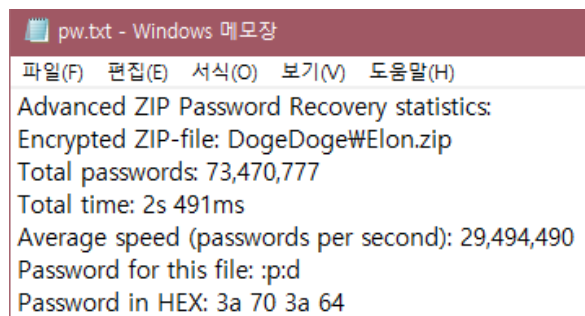 pw.txt - Windows 메모장
파일(F) 편집(E) 서식(O) 보기(V) 도움말(H)
Advanced ZIP Password Recovery statistics:
Encrypted ZIP-file: DogeDoge₩Elon.zip
Total passwords: 73,470,777
Total time: 2s 491ms
Average speed (passwords per second): 29,494,490
Password for this file: :p:d
Password in HEX: 3a 70 3a 64